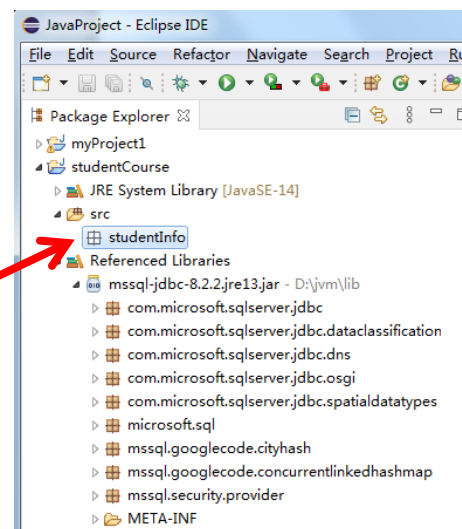 JavaProject - Eclipse IDE
File Edit Source Refactor Navigate Search Project
Package Explorer
myProject1
studentCourse
JRE System Library [JavaSE-14]
src
studentInfo
Referenced Libraries
mssql-jdbc-8.2.2.jre13.jar - D:\jvm\lib
com.microsoft.sqlserver.jdbc
com.microsoft.sqlserver.jdbc.dataclassification
com.microsoft.sqlserver.jdbc.dns
com.microsoft.sqlserver.jdbc.osgi
com.microsoft.sqlserver.jdbc.spatialdatatypes
microsoft.sql
mssql.googlecode.cityhash
mssql.googlecode.concurrentlinkedhashmap
mssql.security.provider
META-INF